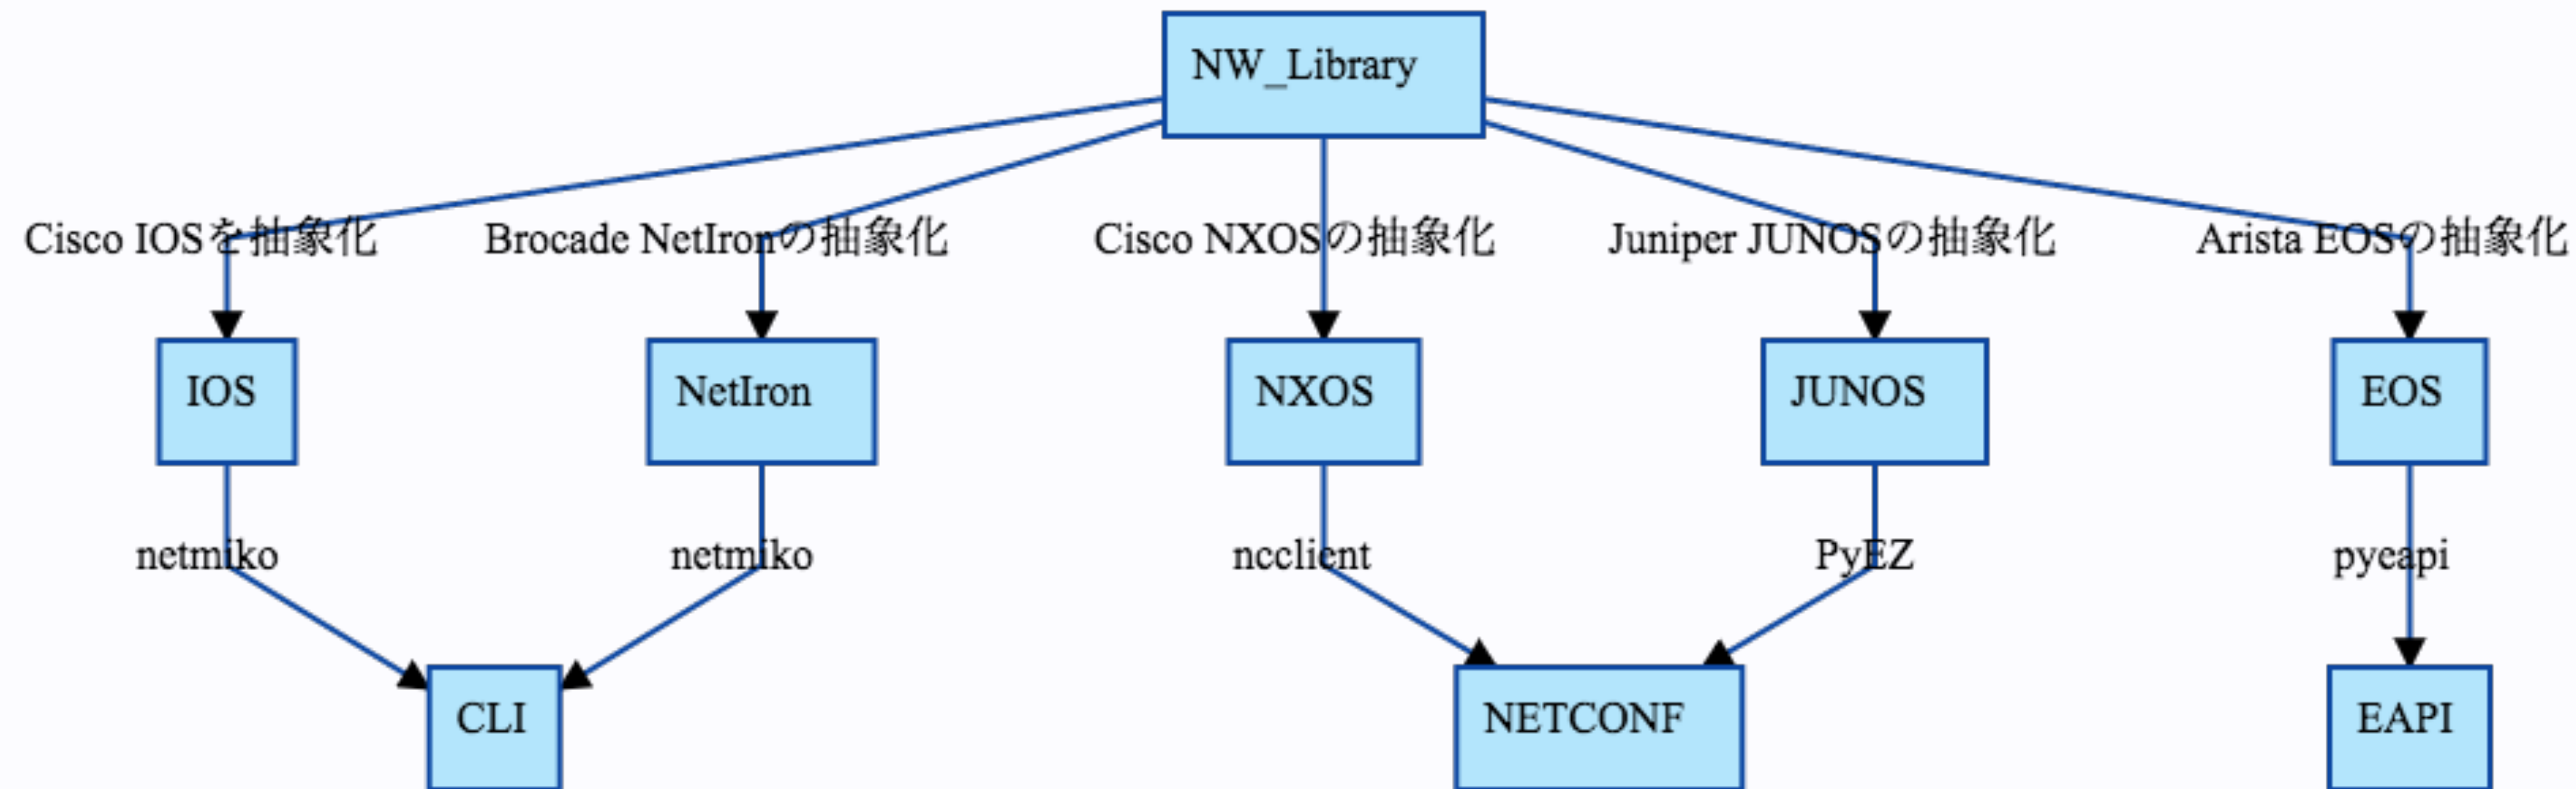 NW_Library
Cisco IOSを抽象化
Brocade NetIronの抽象化
Cisco NXOSの抽象化
Juniper JUNOSの抽象化
Arista EOSの抽象化
IOS
NetIron
NXOS
JUNOS
EOS
netmiko
netmiko
ncclient
PyEZ
pyeapi
CLI
NETCONF
EAPI